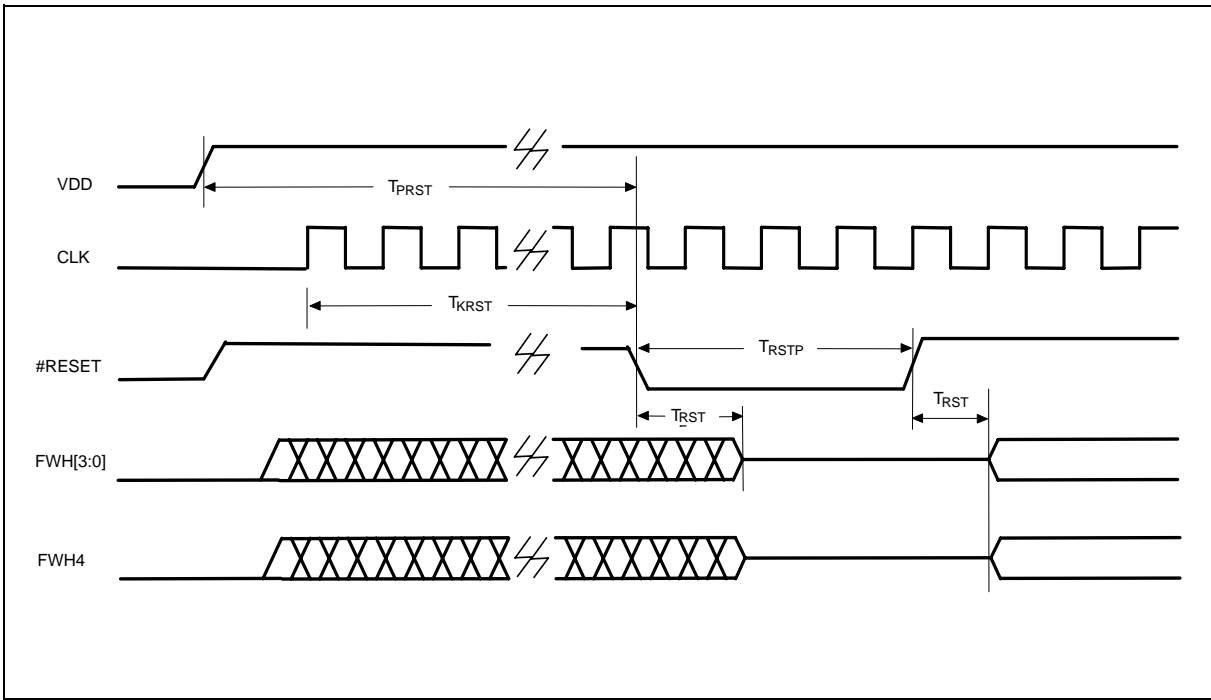 VDD
TPRST
CLK
TKRST
#RESET
TRSTP
TRST
TRST
FWH[3:0]
FWH4